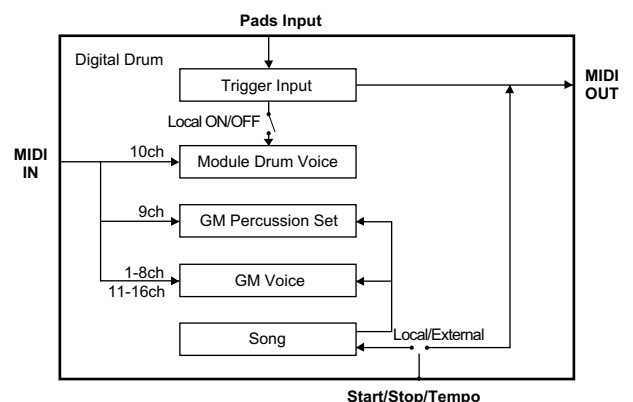 Pads Input
Digital Drum
Trigger Input
MIDI
OUT
Local ON/OFF
MIDI
IN
10ch
Module Drum Voice
9ch
GM Percussion Set
1-8ch
11-16ch
GM Voice
Song
Local/External
Start/Stop/Tempo